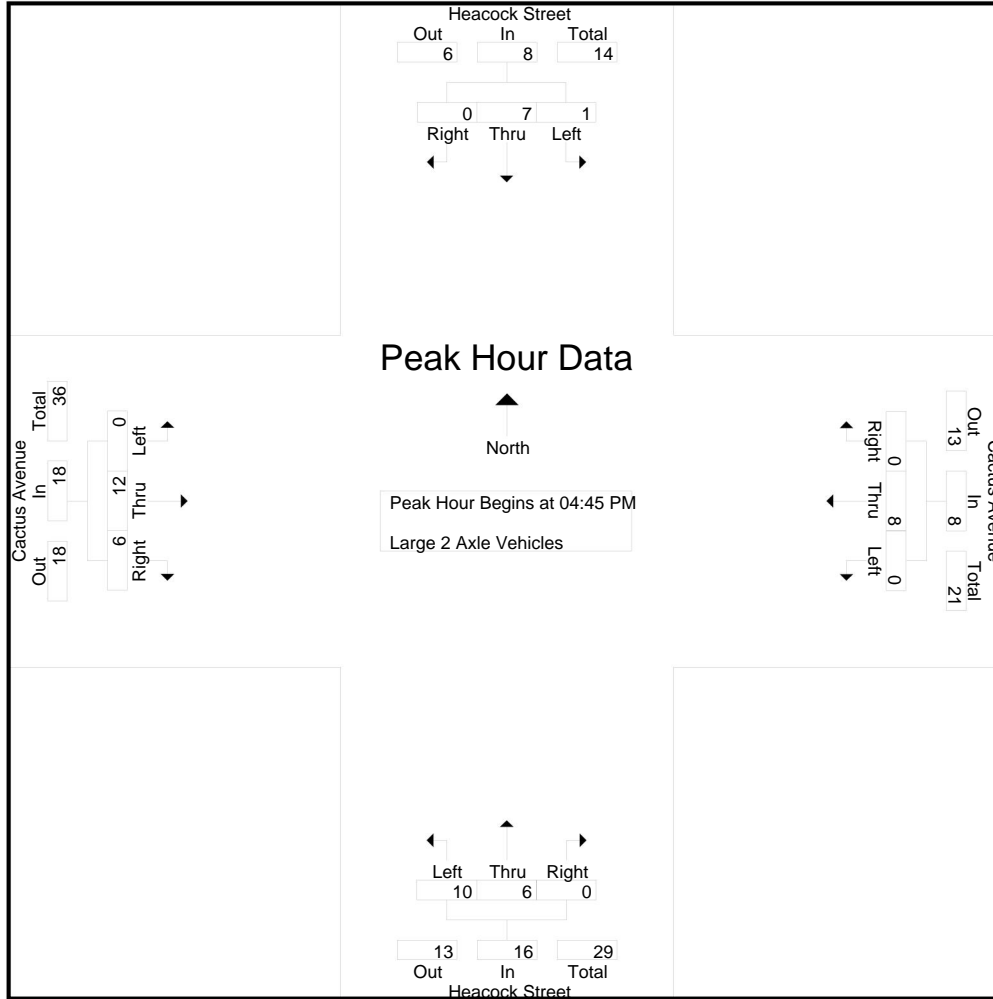 Heacock Street
Out In Total
6 8 14
0 7 1
Right Thru Left
Peak Hour Data
North
Peak Hour Begins at 04:45 PM
Large 2 Axle Vehicles
Cactus Avenue
Total In Out
36 18 18
0 12 6
Left Thru Right
Right Thru Left
0 8 0
13 8 21
Out In Total
Cactus Avenue
Left Thru Right
10 6 0
13 16 29
Out In Total
Heacock Street